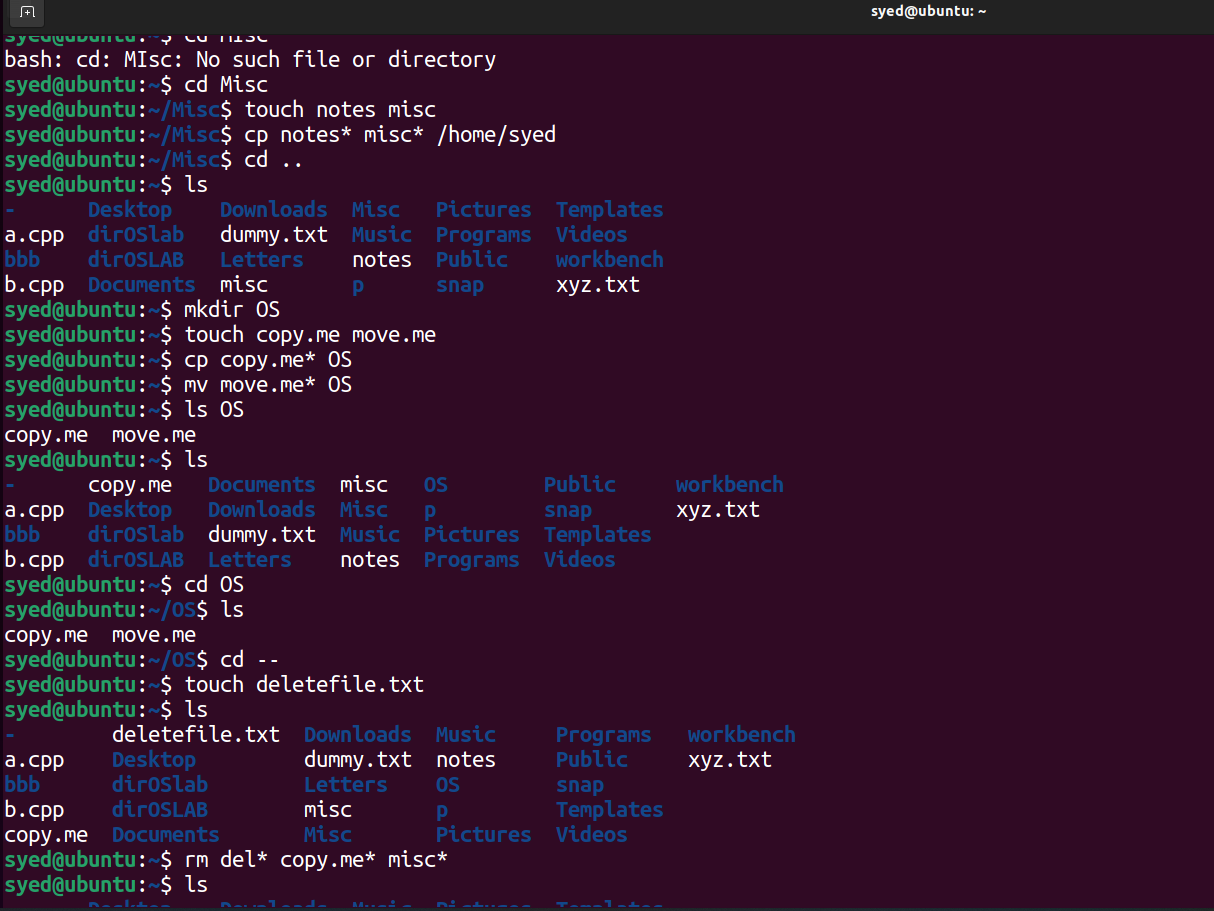 syed@ubuntu: ~
syed@ubuntu:~$ cd MIsc
bash: cd: MIsc: No such file or directory
syed@ubuntu:~$ cd Misc
syed@ubuntu:~/Misc$ touch notes misc
syed@ubuntu:~/Misc$ cp notes* misc* /home/syed
syed@ubuntu:~/Misc$ cd ..
syed@ubuntu:~$ ls
- Desktop Downloads Misc Pictures Templates
a.cpp dirOSlab dummy.txt Music Programs Videos
bbb dirOSLAB Letters notes Public workbench
b.cpp Documents misc p snap xyz.txt
syed@ubuntu:~$ mkdir OS
syed@ubuntu:~$ touch copy.me move.me
syed@ubuntu:~$ cp copy.me* OS
syed@ubuntu:~$ mv move.me* OS
syed@ubuntu:~$ ls OS
copy.me move.me
syed@ubuntu:~$ ls
- copy.me Documents misc OS Public workbench
a.cpp Desktop Downloads Misc p snap xyz.txt
bbb dirOSlab dummy.txt Music Pictures Templates
b.cpp dirOSLAB Letters notes Programs Videos
syed@ubuntu:~$ cd OS
syed@ubuntu:~/OS$ ls
copy.me move.me
syed@ubuntu:~/OS$ cd --
syed@ubuntu:~$ touch deletefile.txt
syed@ubuntu:~$ ls
- deletefile.txt Downloads Music Programs workbench
a.cpp Desktop dummy.txt notes Public xyz.txt
bbb dirOSlab Letters OS snap
b.cpp dirOSLAB misc p Templates
copy.me Documents Misc Pictures Videos
syed@ubuntu:~$ rm del* copy.me* misc*
syed@ubuntu:~$ ls
Desktop Downloads Music Pictures Templates